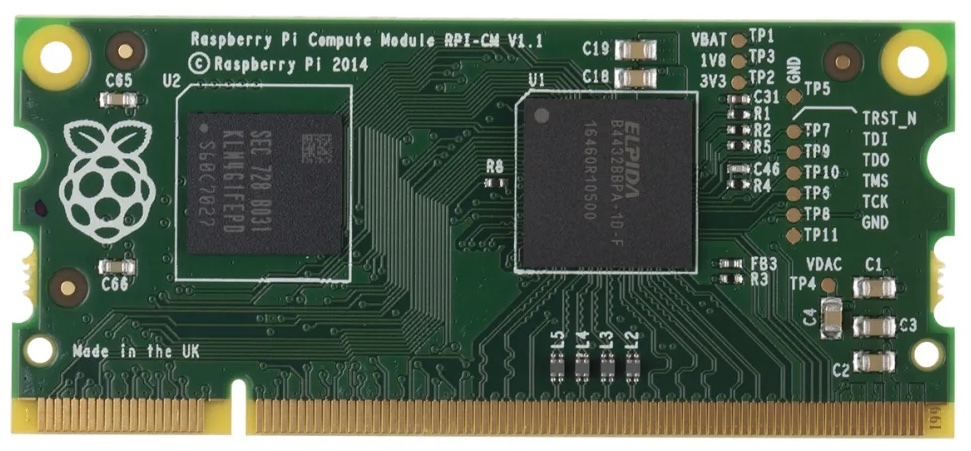 Raspberry Pi Compute Module RPI-CM V1.1
©Raspberry Pi 2014
U2
C65
SEC 728 B031
KLM4G1FEPD
S60C2027
C66
Made in the UK
C19
C18
U1
ELPIDA
B4432BBPA-10-F
16460R10500
R8
VBAT TP1
1V8 TP3
3V3 TP2
GND
TP5
C31
R1
R2
R5
C46
R4
TRST_N
TP7 TDI
TP9 TDO
TP10 TMS
TP6 TCK
TP8 GND
TP11
FB3
R3
VDAC
TP4
C1
C4
C3
C2
L5
L4
L3
L2
199